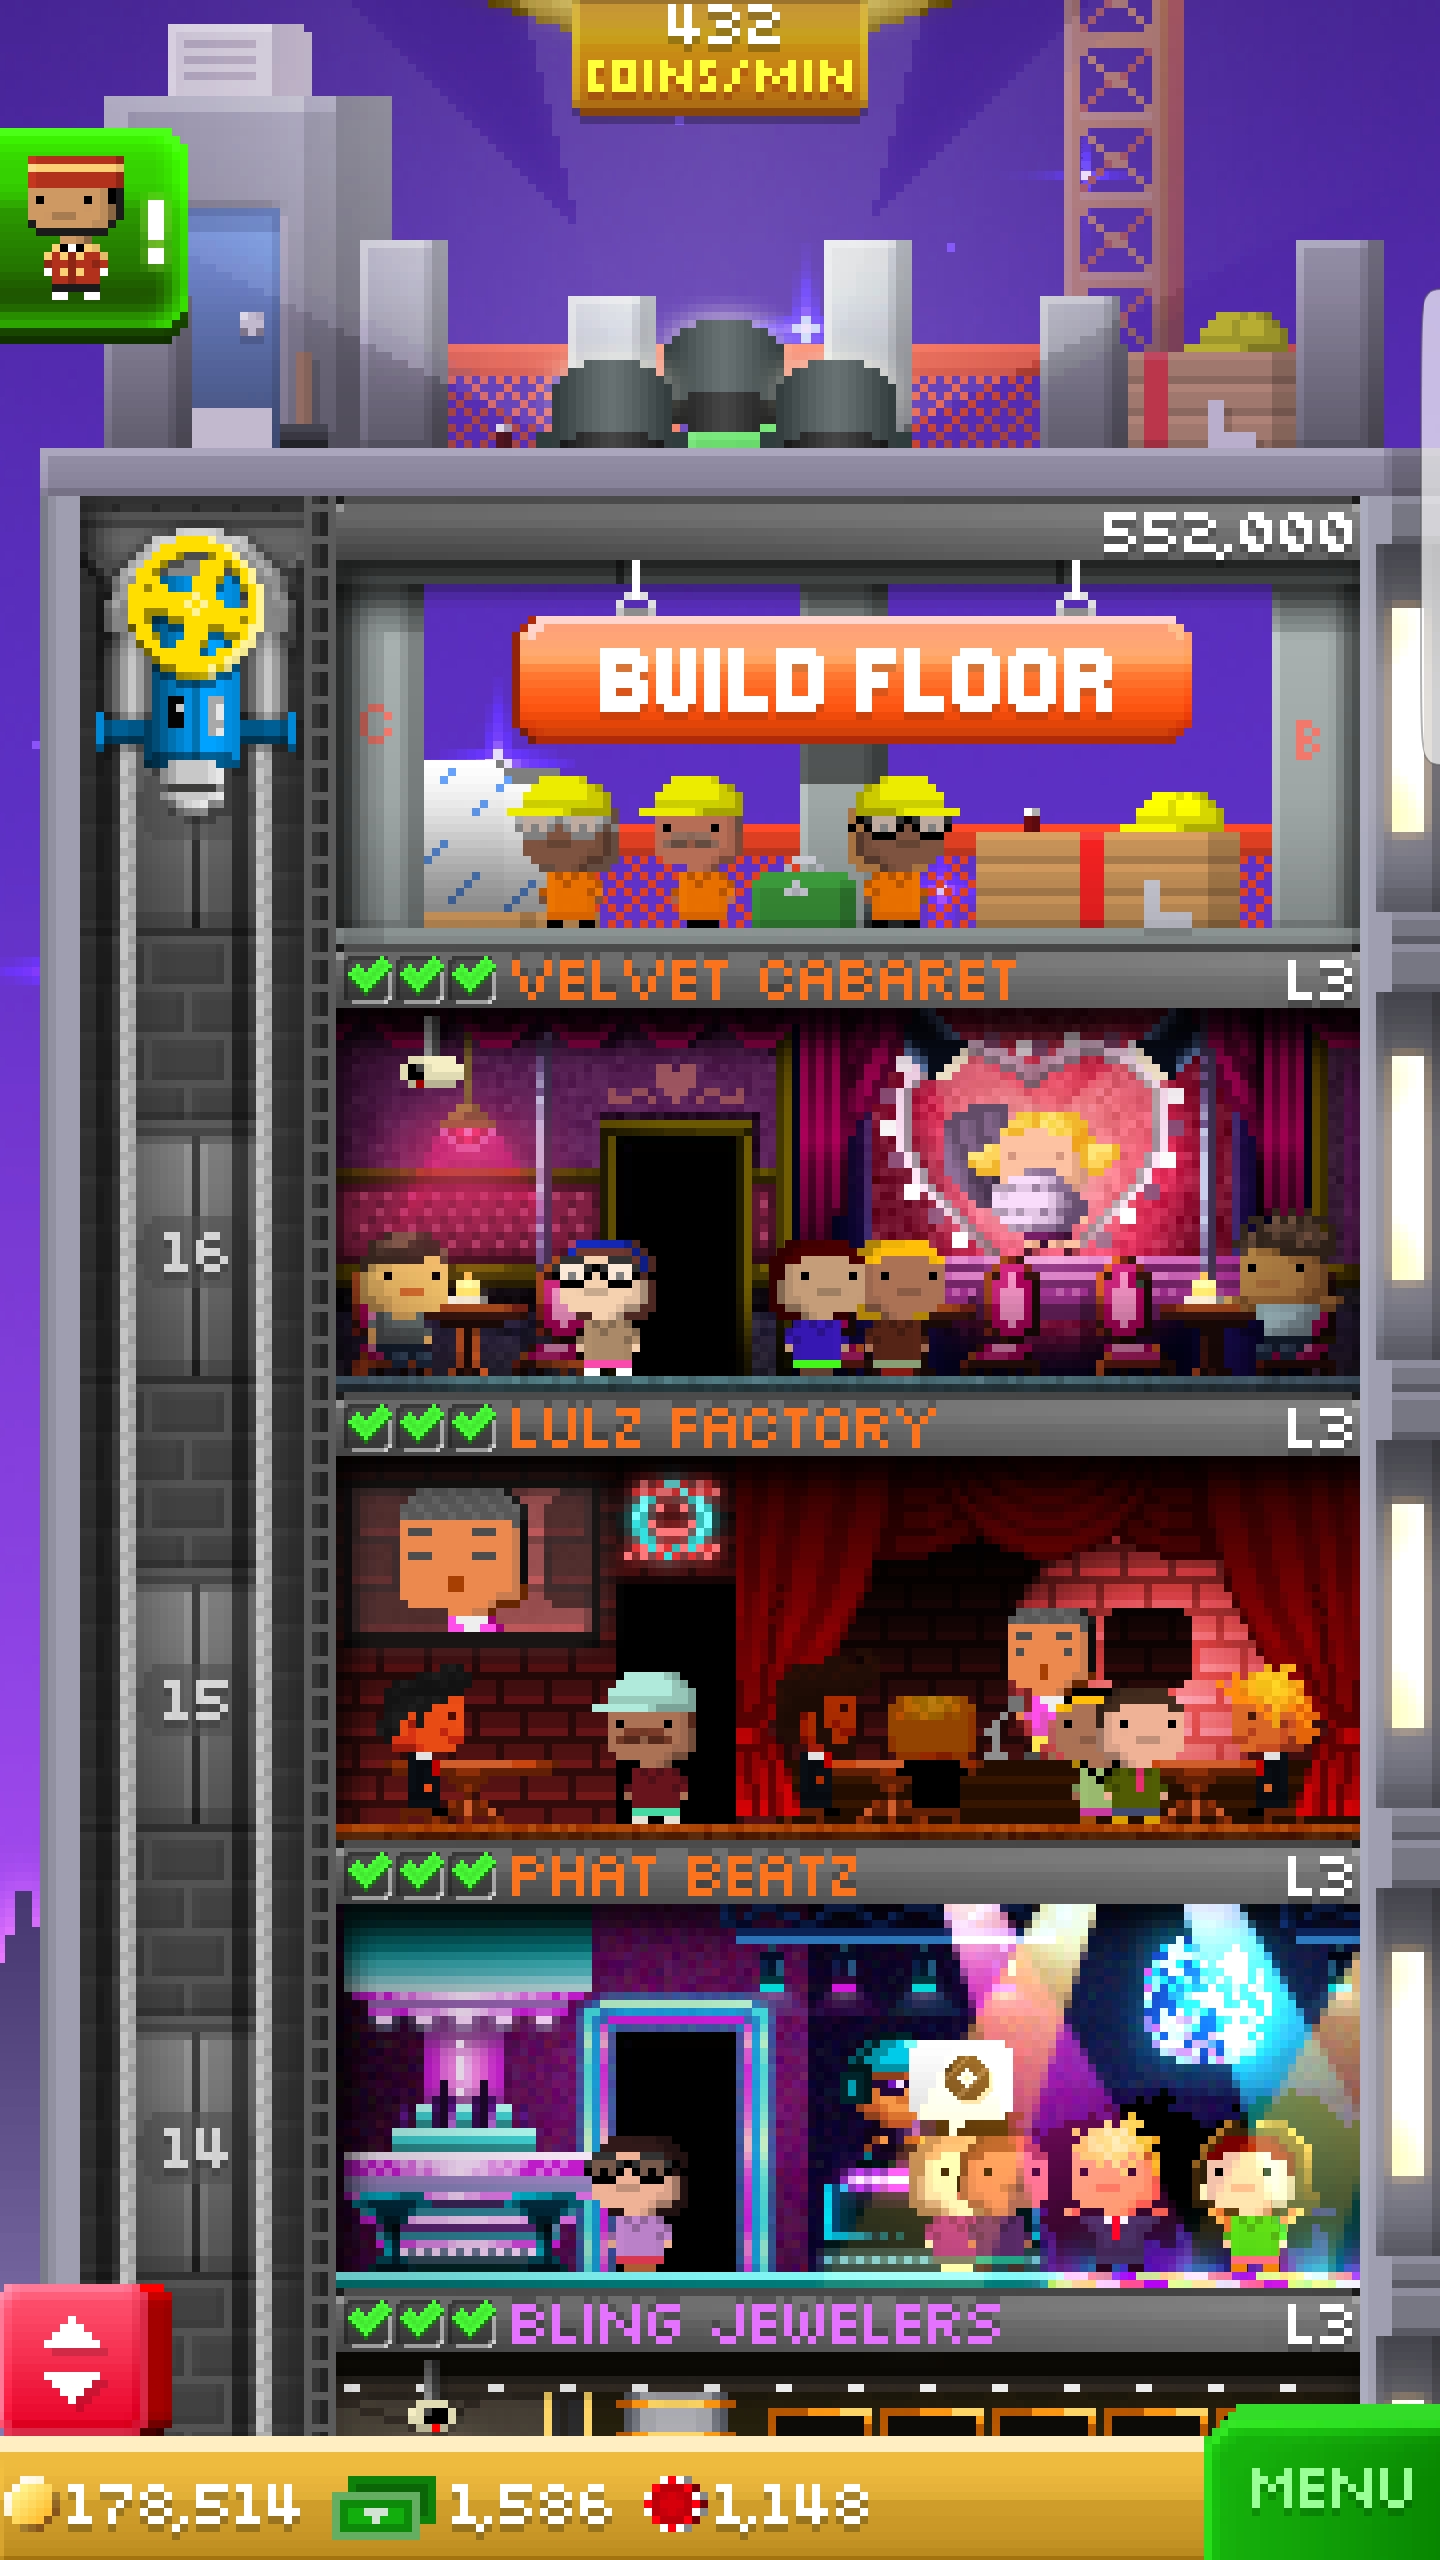 432
COINS/MIN
!
552,000
BUILD FLOOR
C
B
VELVET CABARET L3
16
LULZ FACTORY L3
15
PHAT BEATZ L3
14
BLING JEWELERS L3
178,514 1,586 1,148
MENU